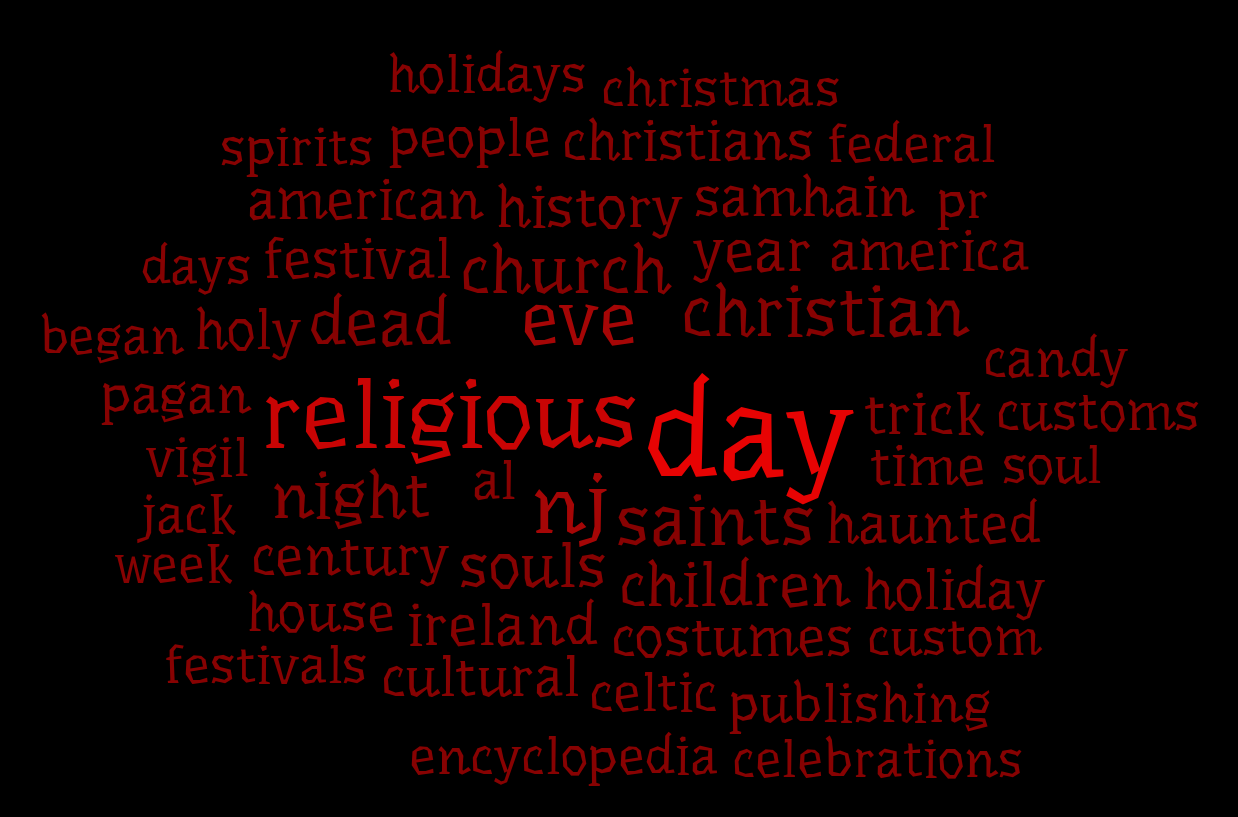 holidays christmas
spirits people christians federal
american history samhain pr
days festival church year america
began holy dead eve christian
candy
pagan religious day trick customs
vigil time soul
night al
jack nj saints haunted
week century souls children holiday
house ireland costumes custom
festivals cultural celtic publishing
encyclopedia celebrations